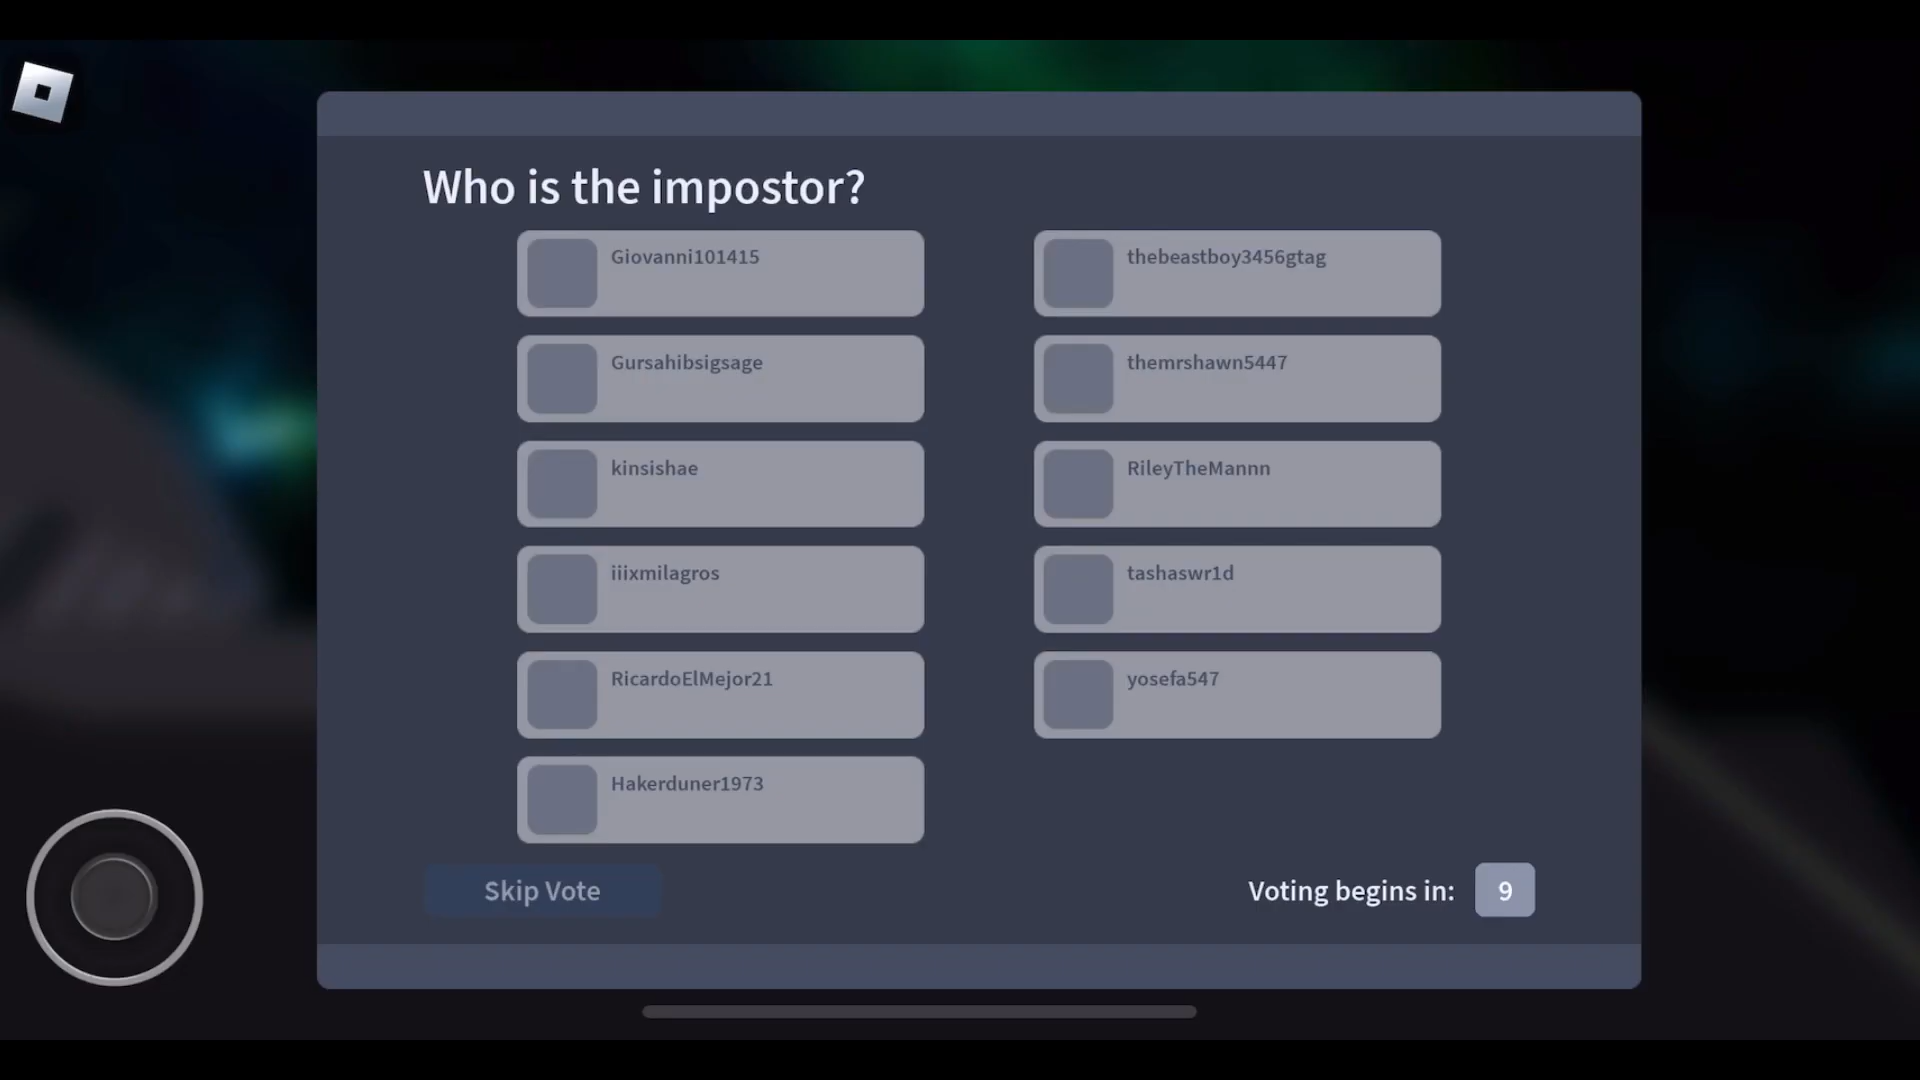 Who is the impostor?
Giovanni101415
thebeastboy3456gtag
Gursahibsigsage
themrshawn5447
kinsishae
RileyTheMannn
iiixmilagros
tashaswr1d
RicardoElMejor21
yosefa547
Hakerduner1973
Skip Vote
Voting begins in: 9